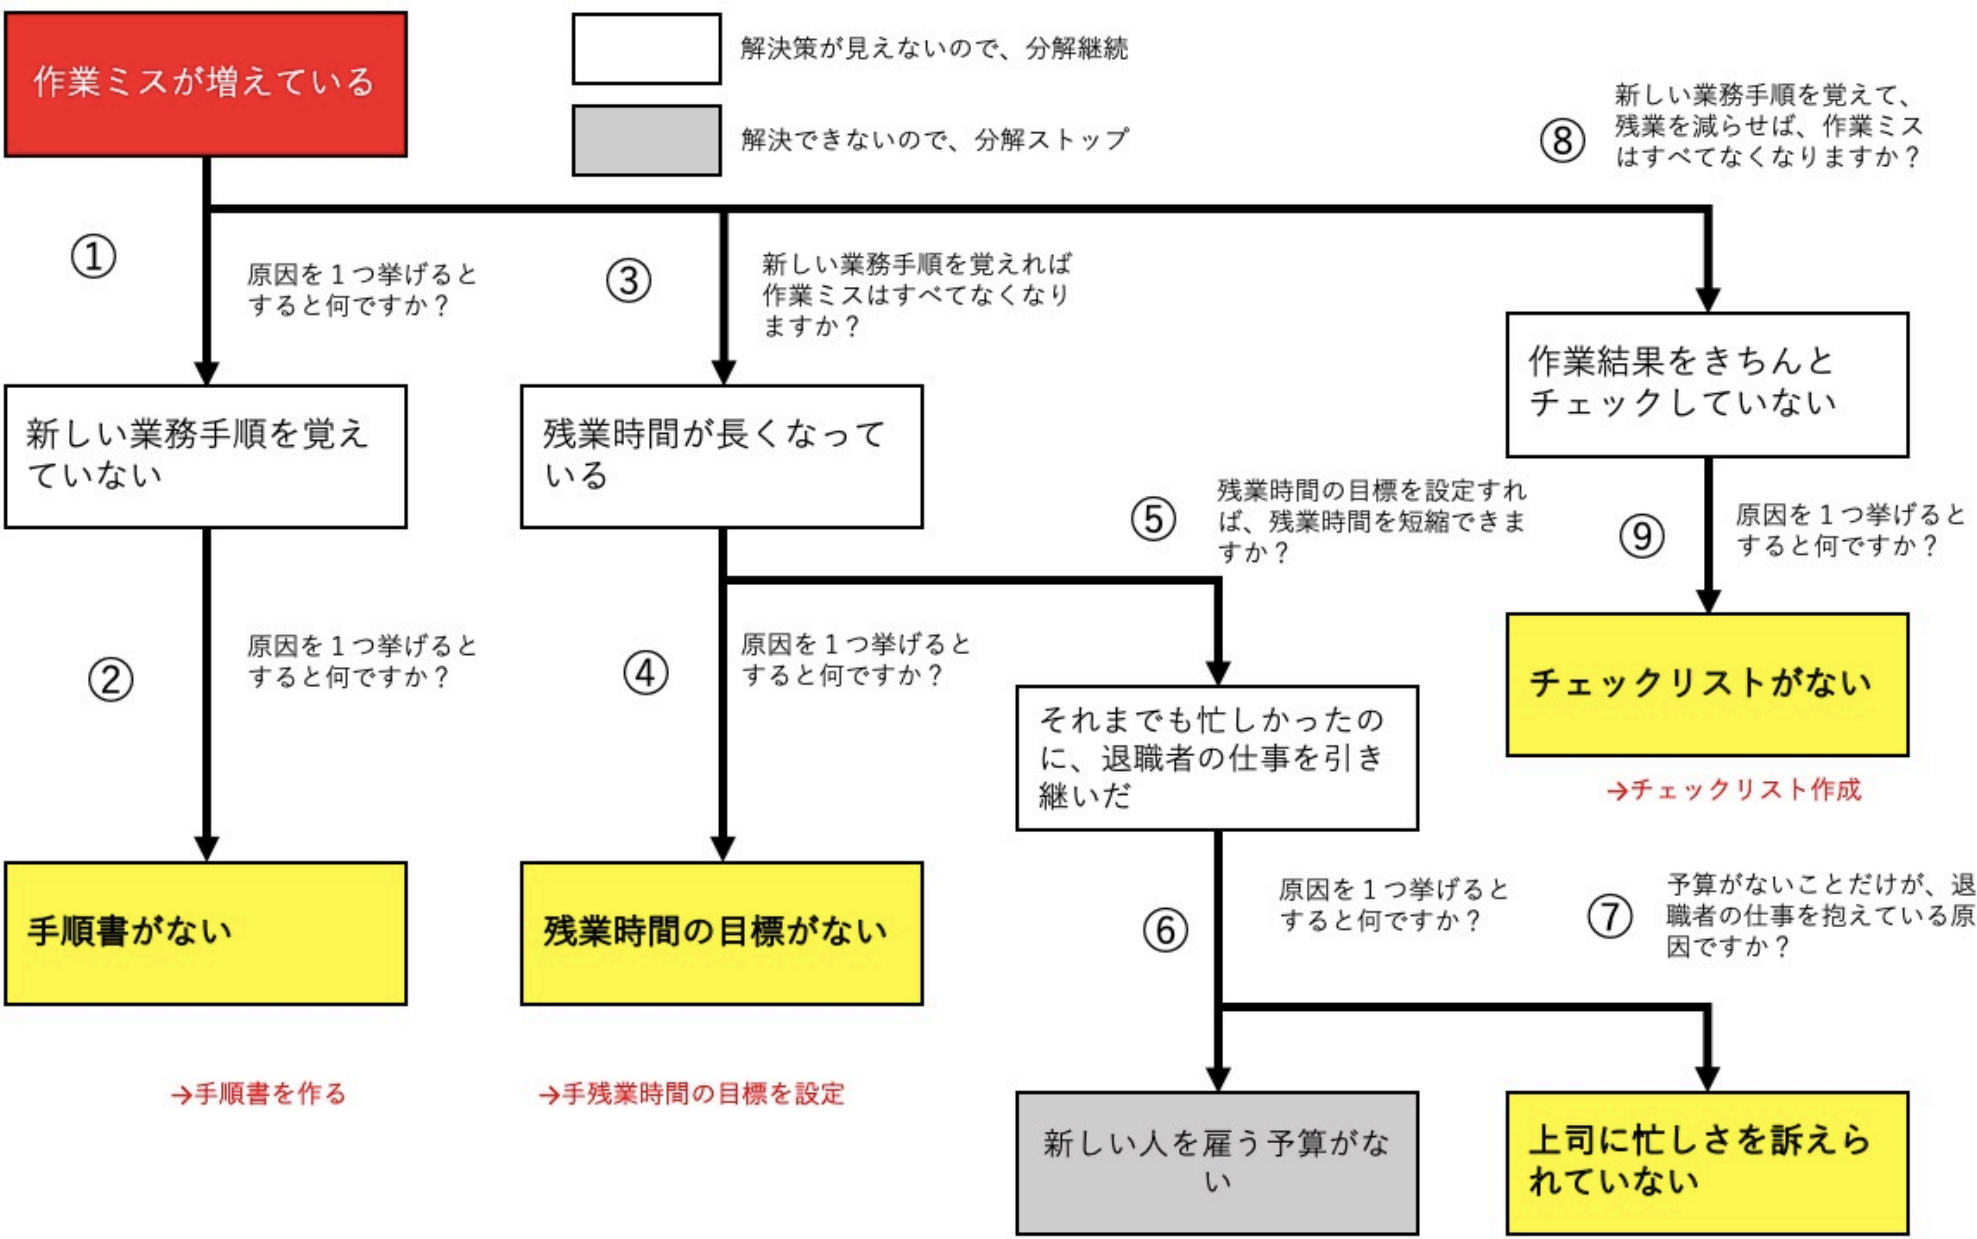 作業ミスが増えている
解決策が見えないので、分解継続
解決できないので、分解ストップ
⑧
新しい業務手順を覚えて、
残業を減らせば、作業ミス
はすべてなくなりますか？
①
原因を１つ挙げると
すると何ですか？
③
新しい業務手順を覚えれば
作業ミスはすべてなくなり
ますか？
新しい業務手順を覚え
ていない
残業時間が長くなって
いる
作業結果をきちんと
チェックしていない
⑤
残業時間の目標を設定すれ
ば、残業時間を短縮できま
すか？
⑨
原因を１つ挙げると
すると何ですか？
②
原因を１つ挙げると
すると何ですか？
④
原因を１つ挙げると
すると何ですか？
それまでも忙しかったの
に、退職者の仕事を引き
継いだ
チェックリストがない
→チェックリスト作成
手順書がない
残業時間の目標がない
⑥
原因を１つ挙げると
すると何ですか？
⑦
予算がないことだけが、退
職者の仕事を抱えている原
因ですか？
→手順書を作る
→手残業時間の目標を設定
新しい人を雇う予算がな
い
上司に忙しさを訴えら
れていない